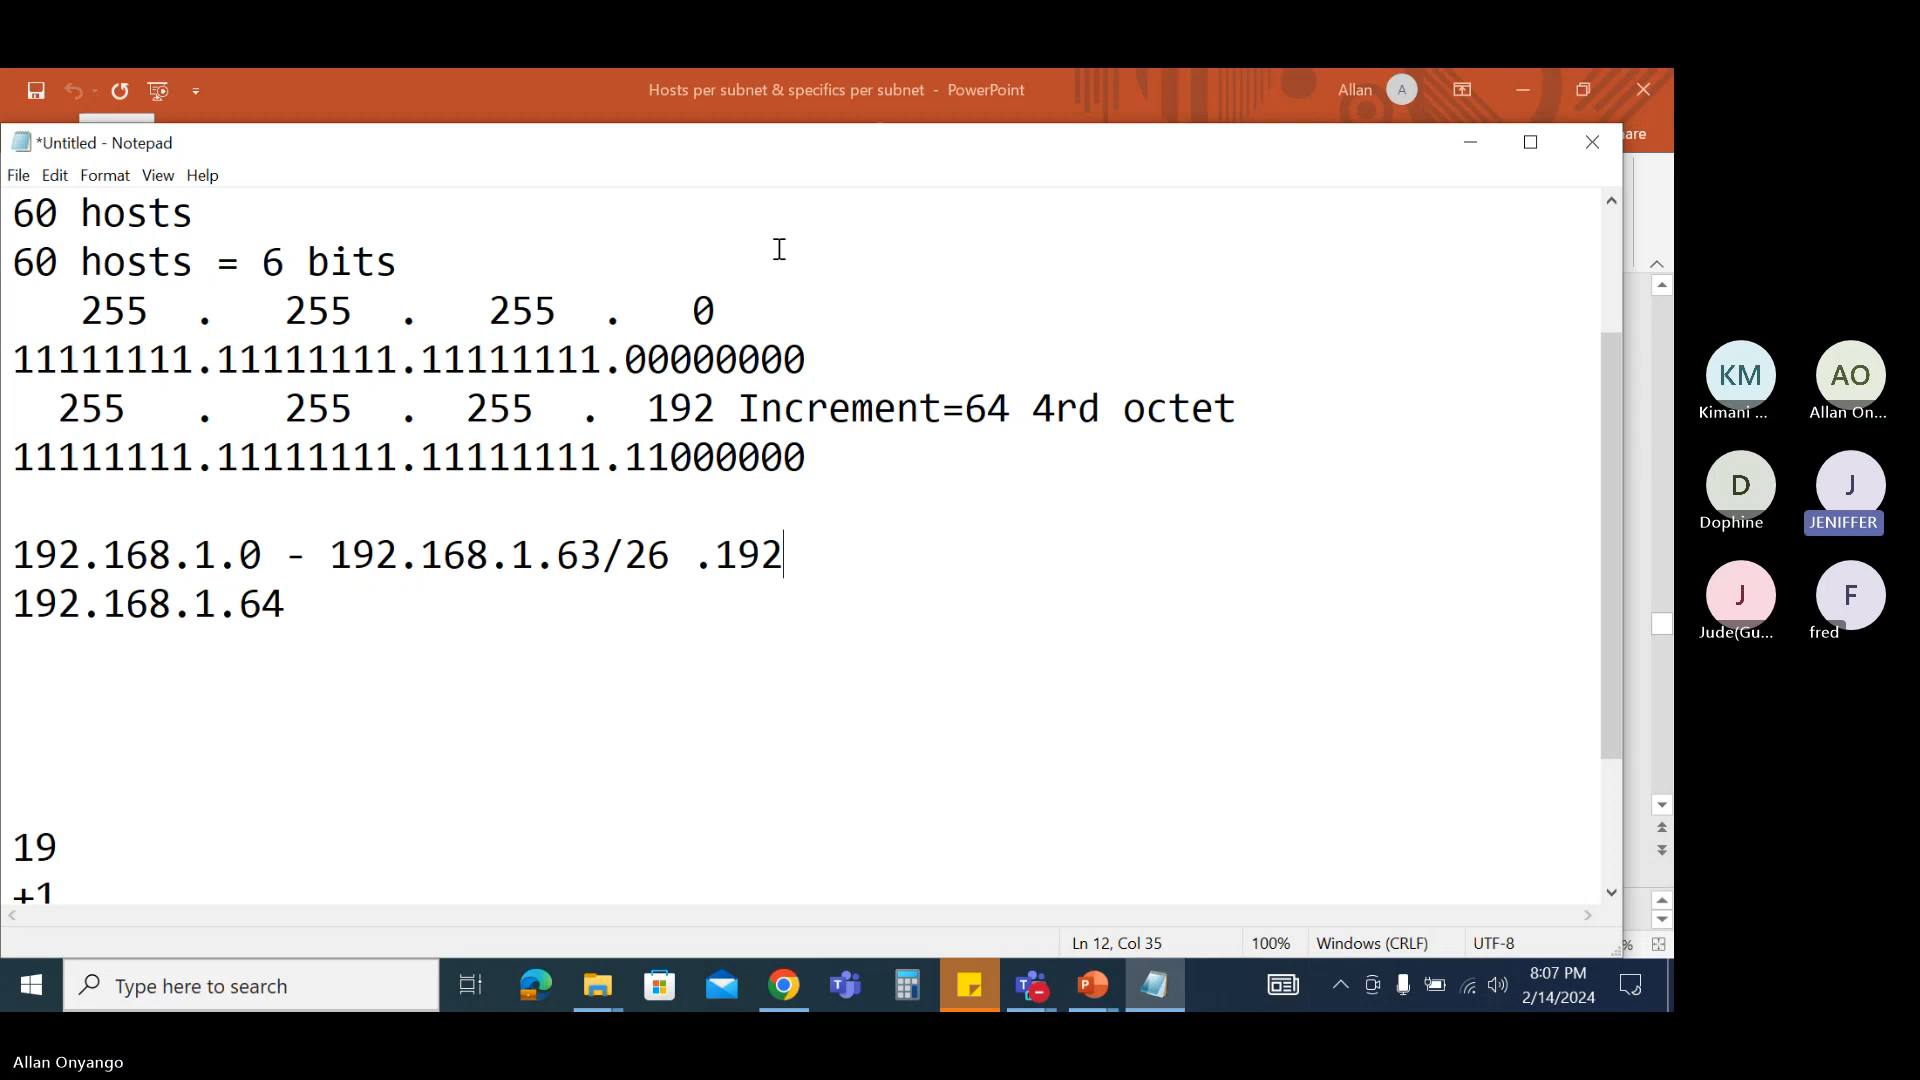 Hosts per subnet & specifics per subnet - PowerPoint
Allan
A
are
*Untitled - Notepad
File Edit Format View Help
60 hosts
60 hosts = 6 bits
255 . 255 . 255 . 0
11111111.11111111.11111111.00000000
255 . 255 . 255 . 192 Increment=64 4rd octet
11111111.11111111.11111111.11000000
192.168.1.0 - 192.168.1.63/26 .192
192.168.1.64
19
+1
Ln 12, Col 35
100%
Windows (CRLF)
UTF-8
%
Type here to search
8:07 PM
2/14/2024
KM
Kimani ...
AO
Allan On...
D
Dophine
J
JENIFFER
J
Jude(Gu...
F
fred
Allan Onyango